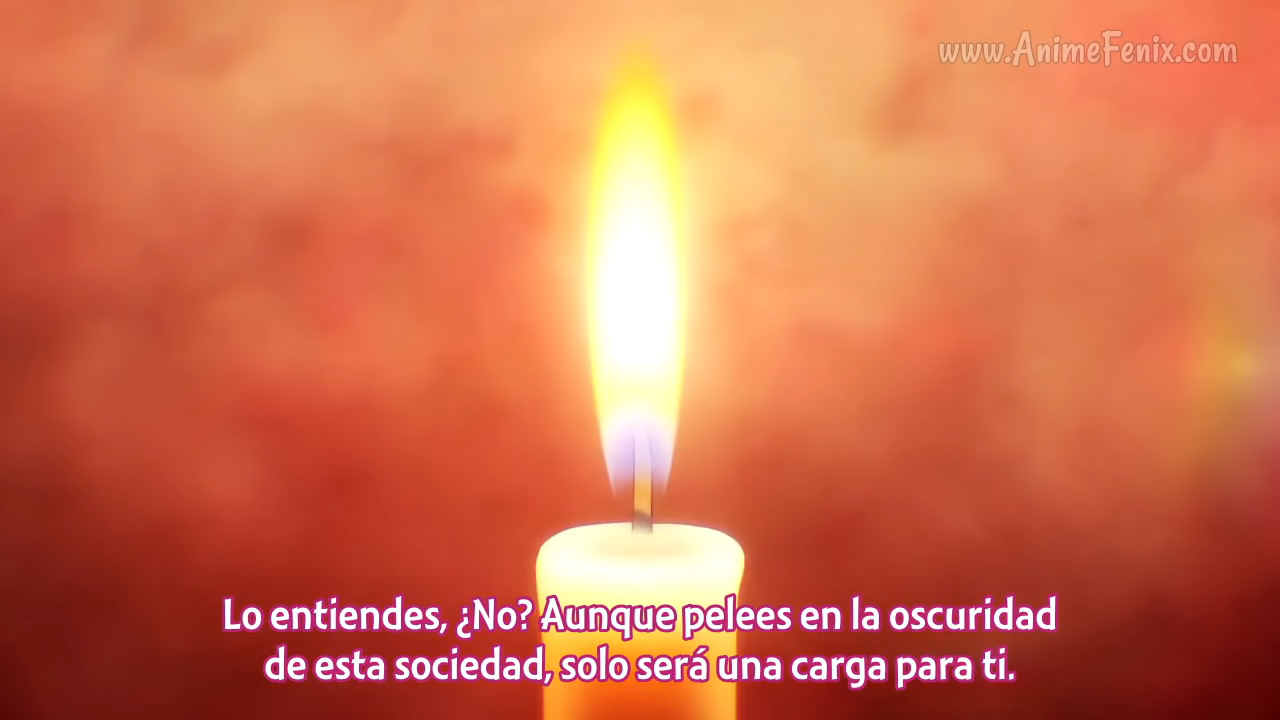 www.AnimeFenix.com
Lo entiendes, ¿No? Aunque pelees en la oscuridad
de esta sociedad, solo será una carga para ti.